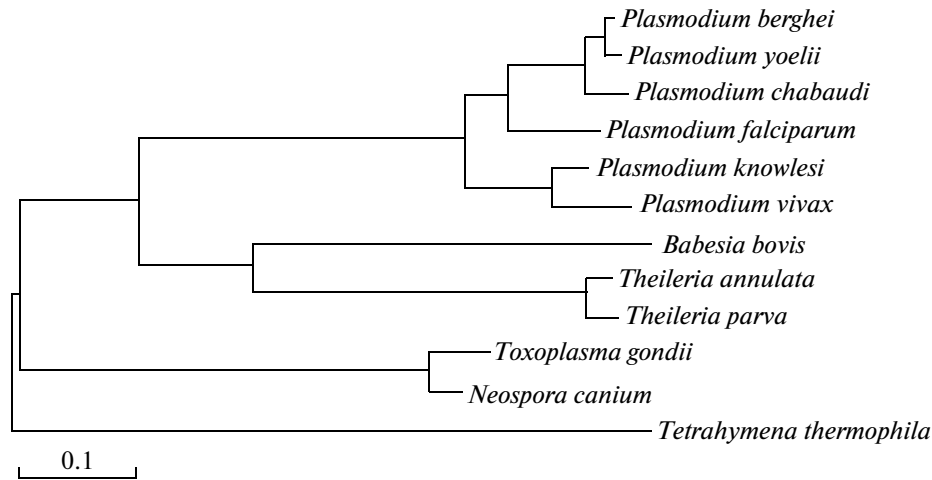 Plasmodium berghei
Plasmodium yoelii
Plasmodium chabaudi
Plasmodium falciparum
Plasmodium knowlesi
Plasmodium vivax
Babesia bovis
Theileria annulata
Theileria parva
Toxoplasma gondii
Neospora canium
Tetrahymena thermophila
0.1